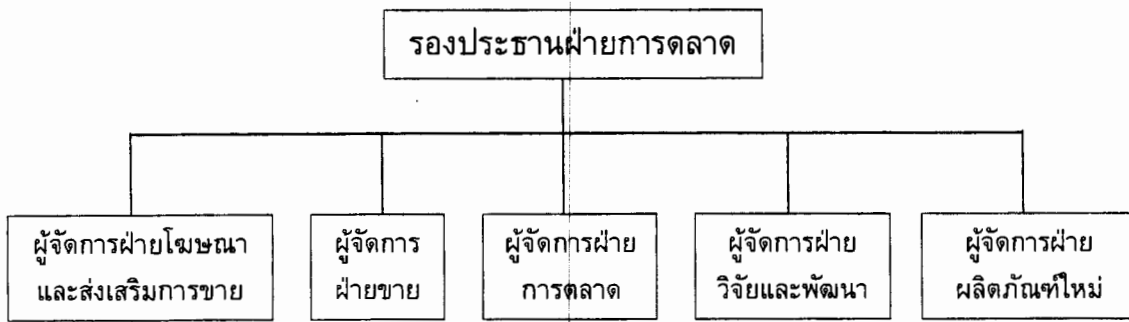 รองประธานฝ่ายการตลาด
ผู้จัดการฝ่ายโฆษณา
และส่งเสริมการขาย
ผู้จัดการ
ฝ่ายขาย
ผู้จัดการฝ่าย
การตลาด
ผู้จัดการฝ่าย
วิจัยและพัฒนา
ผู้จัดการฝ่าย
ผลิตภัณฑ์ใหม่